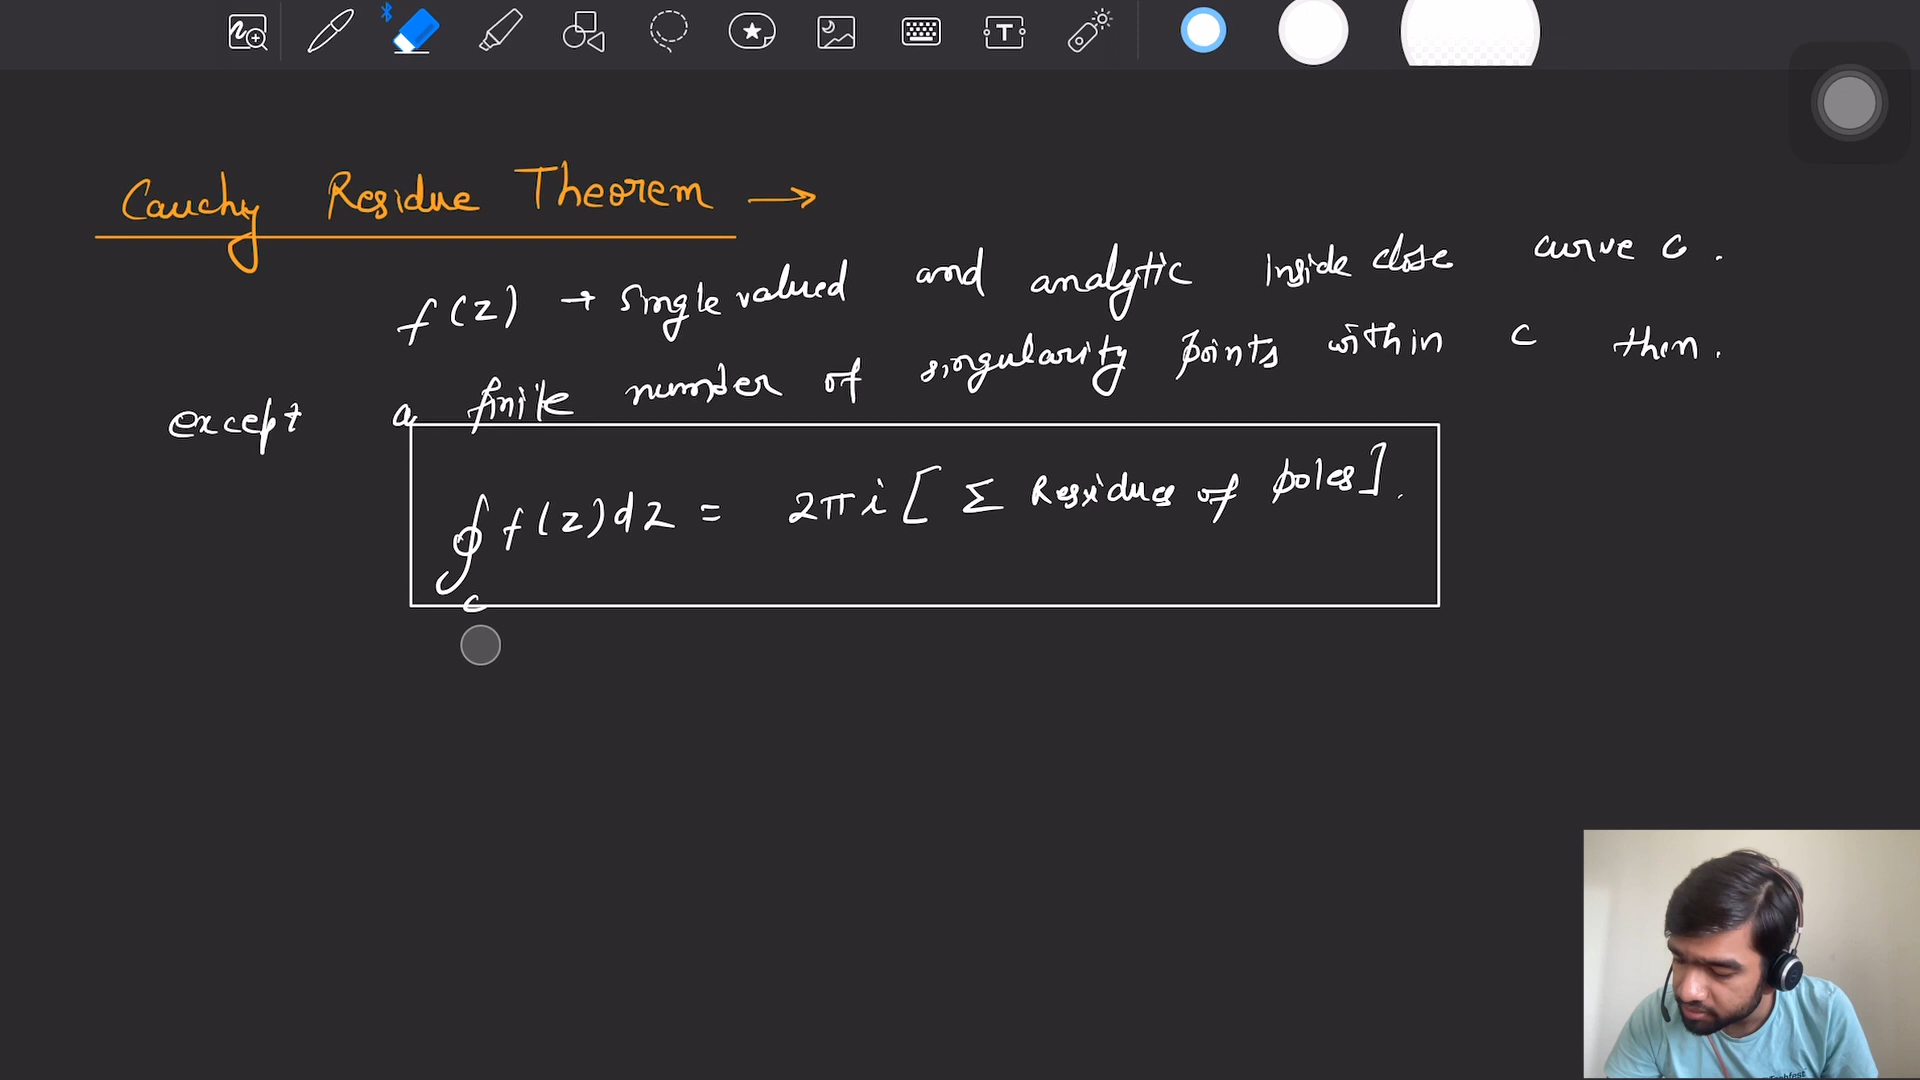 Cauchy Residue Theorem →
f(z) → single valued and analytic inside close curve c.
except a finite number of singularity points within c then.
∮ f(z)dz = 2πi [ Σ Residues of poles].
c
T